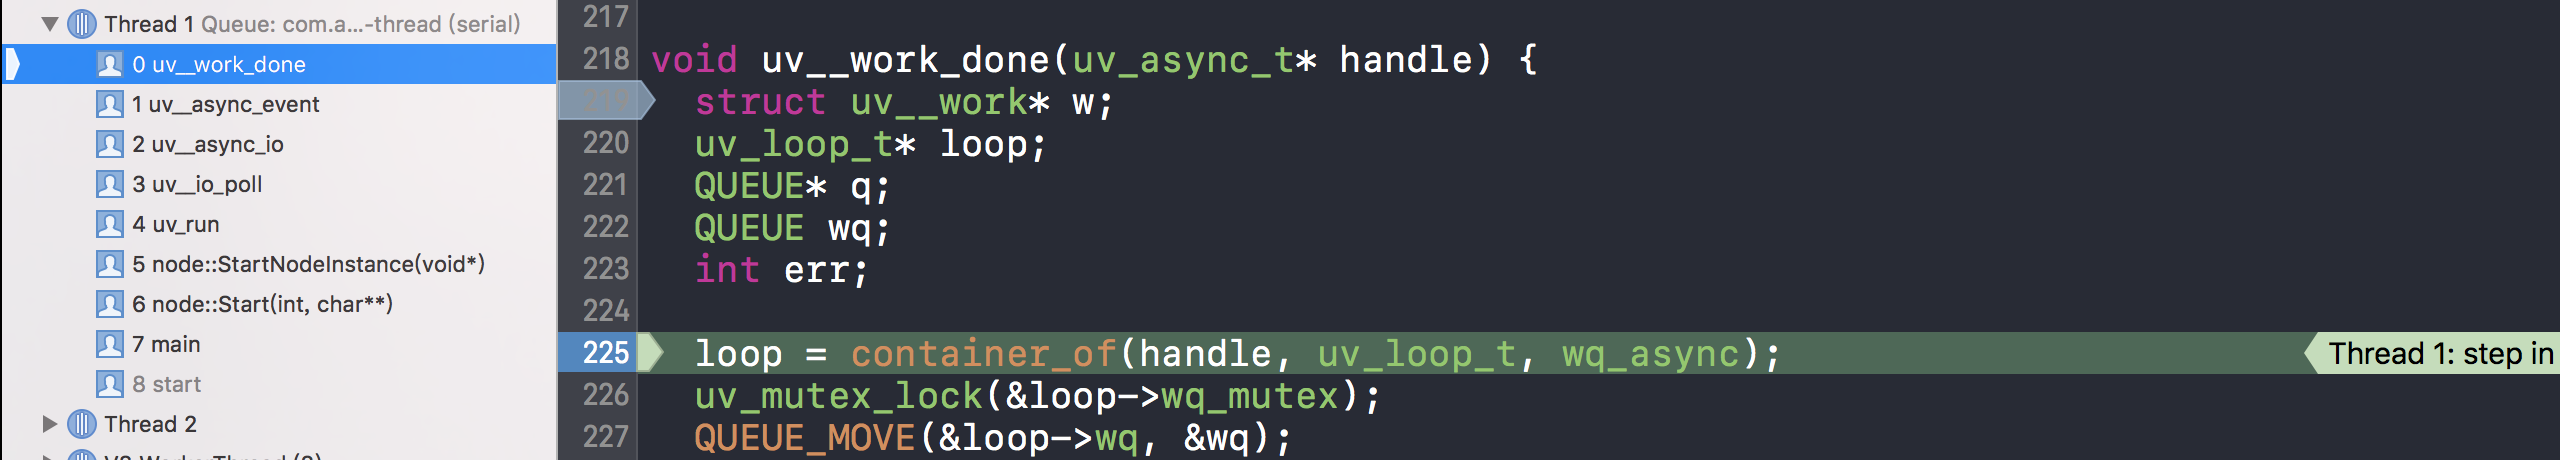 Thread 1 Queue: com.a...-thread (serial)
0 uv__work_done
1 uv__async_event
2 uv__async_io
3 uv__io_poll
4 uv_run
5 node::StartNodeInstance(void*)
6 node::Start(int, char**)
7 main
8 start
Thread 2
217
218 void uv__work_done(uv_async_t* handle) {
219 struct uv__work* w;
220 uv_loop_t* loop;
221 QUEUE* q;
222 QUEUE wq;
223 int err;
224
225 loop = container_of(handle, uv_loop_t, wq_async); Thread 1: step in
226 uv_mutex_lock(&loop->wq_mutex);
227 QUEUE_MOVE(&loop->wq, &wq);